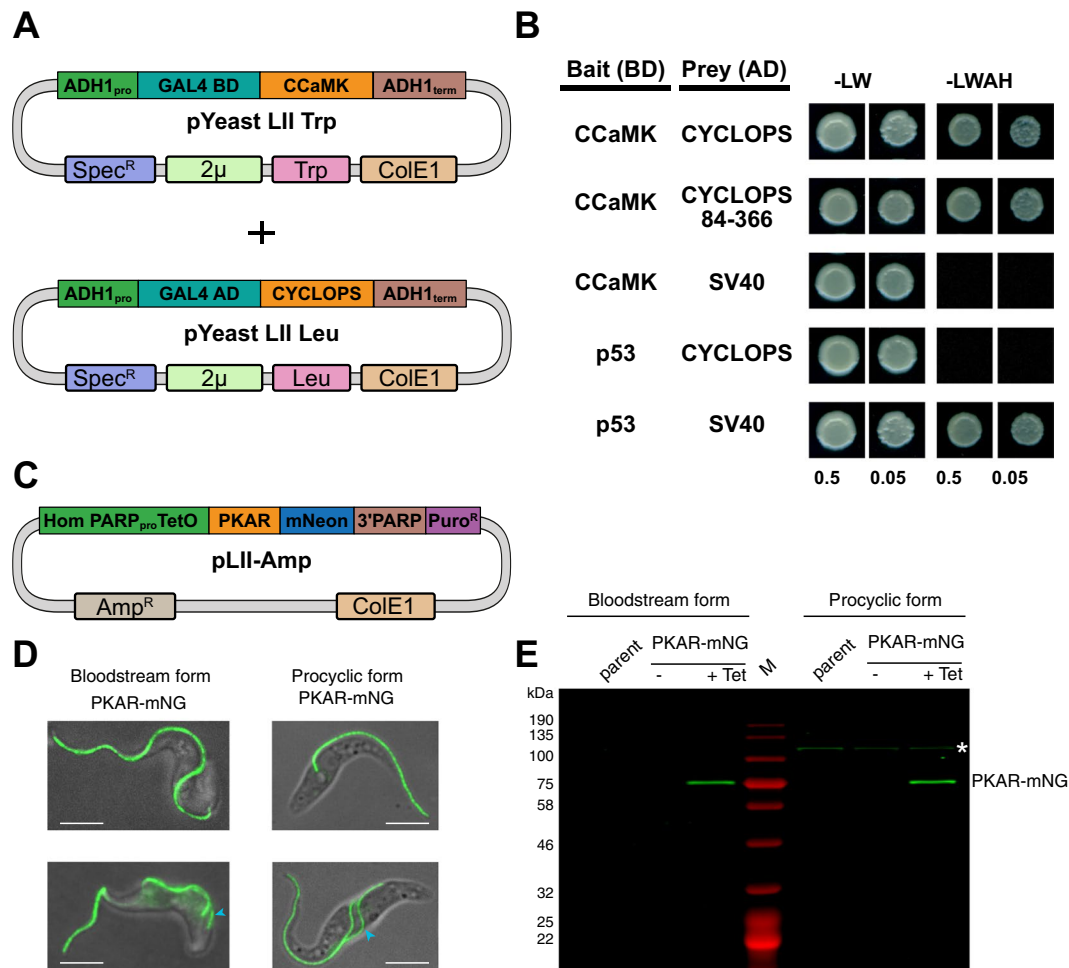 A
ADH1pro GAL4 BD CCaMK ADH1term
pYeast LII Trp
SpecR 2µ Trp ColE1
+
ADH1pro GAL4 AD CYCLOPS ADH1term
pYeast LII Leu
SpecR 2µ Leu ColE1
B
Bait (BD) Prey (AD) -LW -LWAH
CCaMK CYCLOPS
CCaMK CYCLOPS
84-366
CCaMK SV40
p53 CYCLOPS
p53 SV40
0.5 0.05 0.5 0.05
C
Hom PARPproTetO PKAR mNeon 3'PARP PuroR
pLII-Amp
AmpR ColE1
D
Bloodstream form
PKAR-mNG
Procyclic form
PKAR-mNG
E
Bloodstream form Procyclic form
parent PKAR-mNG M parent PKAR-mNG
- + Tet - + Tet
kDa
190
135
100
75
58
46
32
25
22
*
PKAR-mNG